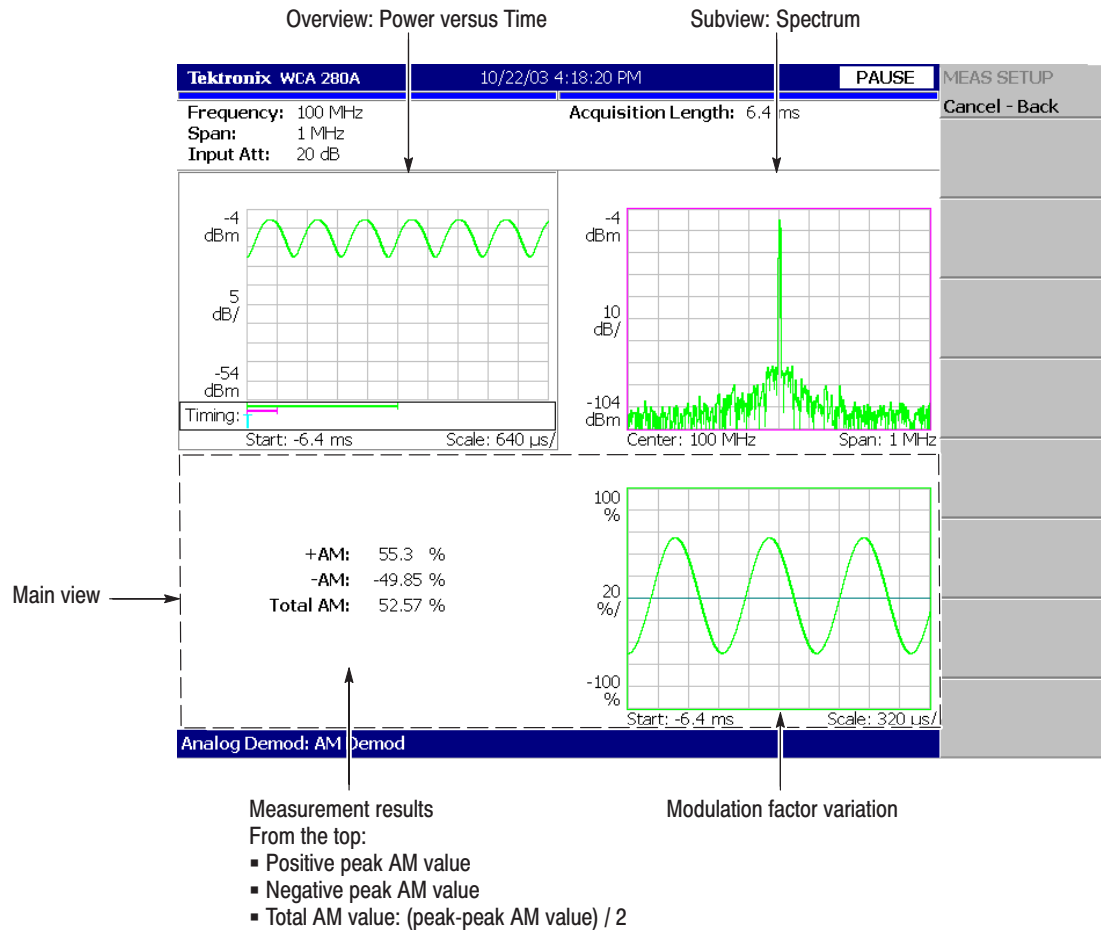 Overview: Power versus Time
Subview: Spectrum
Tektronix WCA 280A
10/22/03 4:18:20 PM
PAUSE
MEAS SETUP
Cancel - Back
Frequency: 100 MHz
Acquisition Length: 6.4 ms
Span: 1 MHz
Input Att: 20 dB
-4
dBm
5
dB/
-54
dBm
Timing:
Start: -6.4 ms
Scale: 640 µs/
-4
dBm
10
dB/
-104
dBm
Center: 100 MHz
Span: 1 MHz
Main view
+AM: 55.3 %
-AM: -49.85 %
Total AM: 52.57 %
100
%
20
%/
-100
%
Start: -6.4 ms
Scale: 320 µs/
Analog Demod: AM Demod
Measurement results
From the top:
▪ Positive peak AM value
▪ Negative peak AM value
▪ Total AM value: (peak-peak AM value) / 2
Modulation factor variation